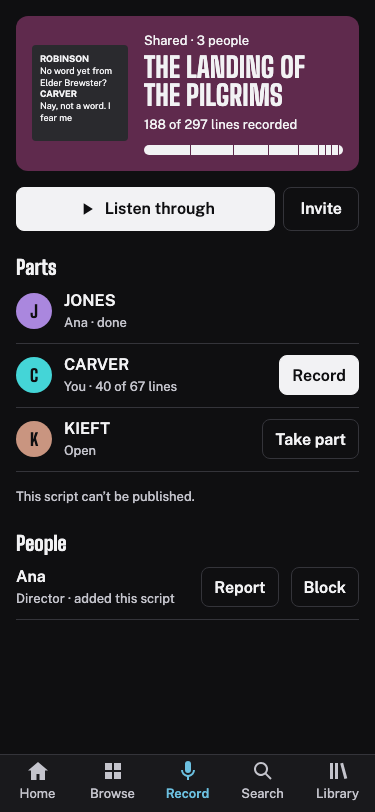 ROBINSON
No word yet from
Elder Brewster?
CARVER
Nay, not a word. I
fear me
Shared · 3 people
THE LANDING OF
THE PILGRIMS
188 of 297 lines recorded
Listen through
Invite
Parts
J
JONES
Ana · done
C
CARVER
You · 40 of 67 lines
Record
K
KIEFT
Open
Take part
This script can't be published.
People
Ana
Director · added this script
Report
Block
Home
Browse
Record
Search
Library